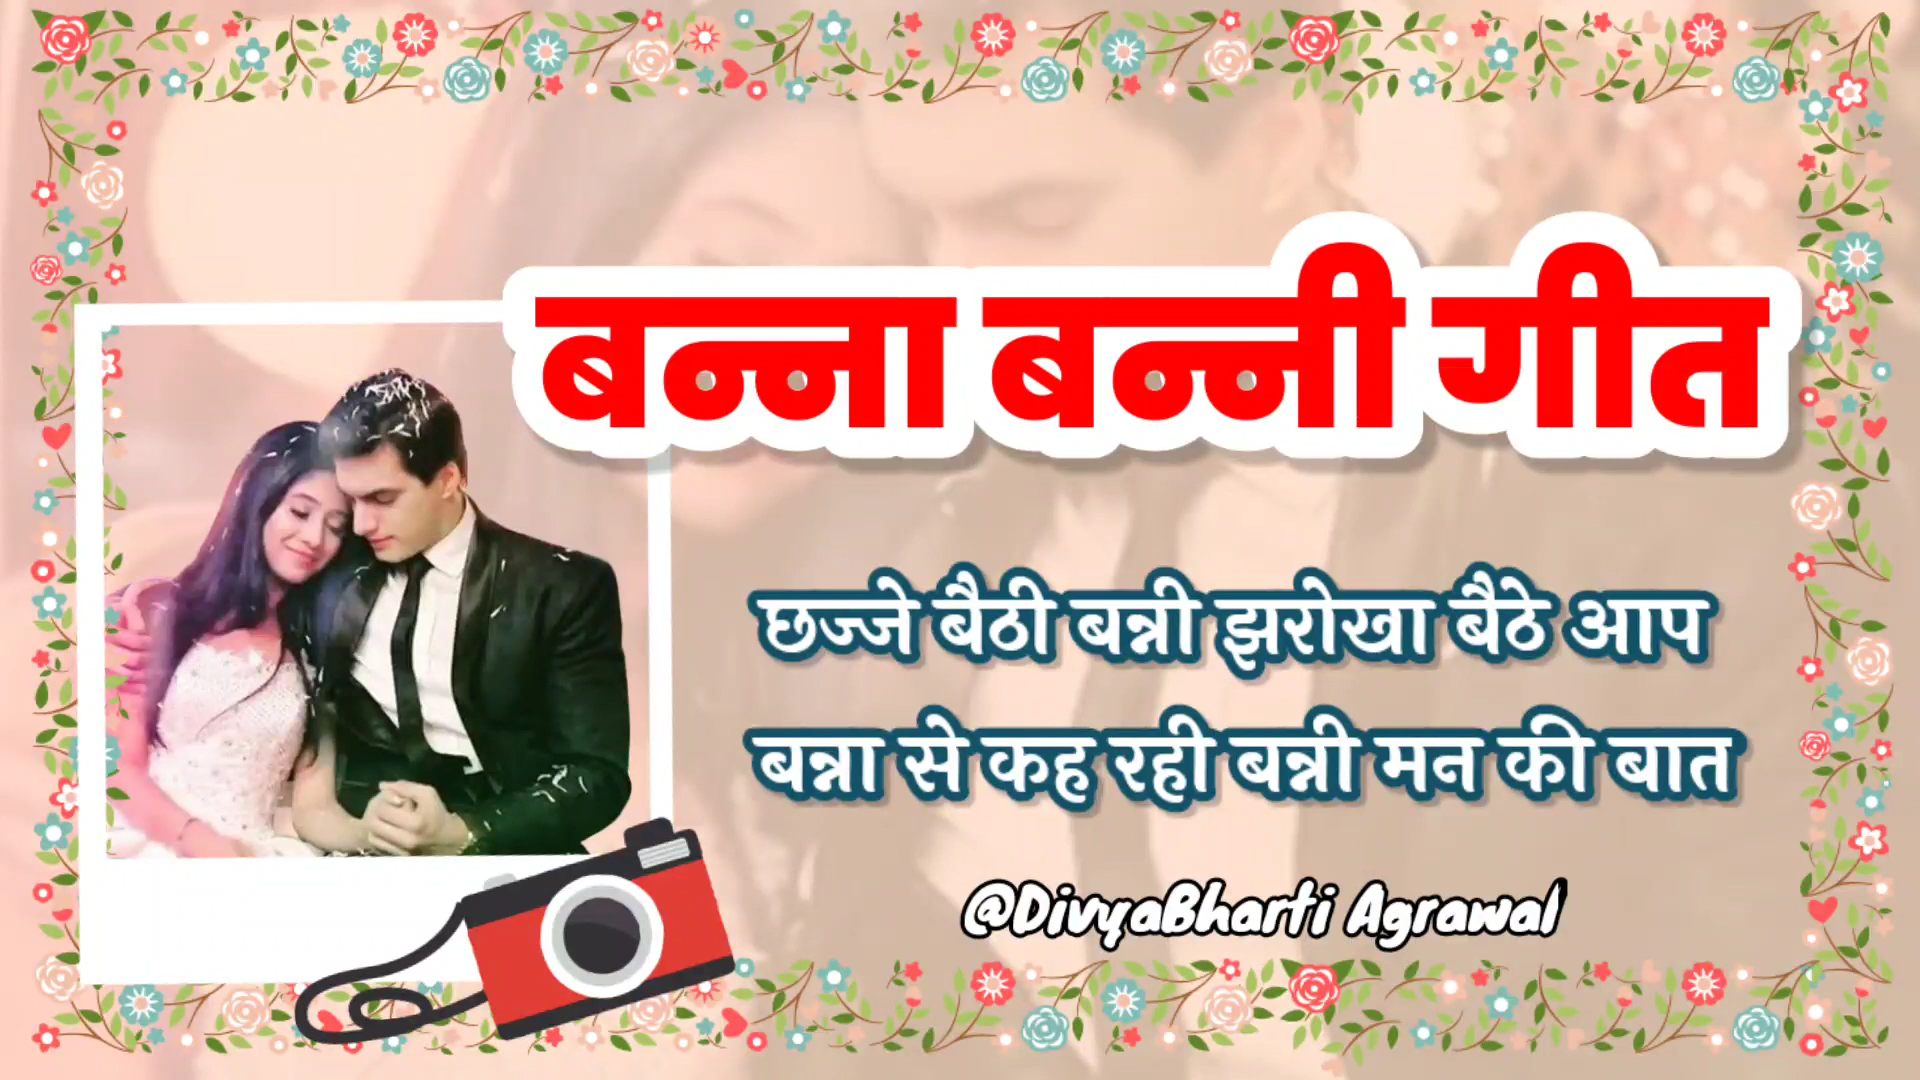 बन्ना बन्नी गीत
छज्जे बैठी बन्नी झरोखा बैठे आप
बन्ना से कह रही बन्नी मन की बात
@DivyaBharti Agrawal